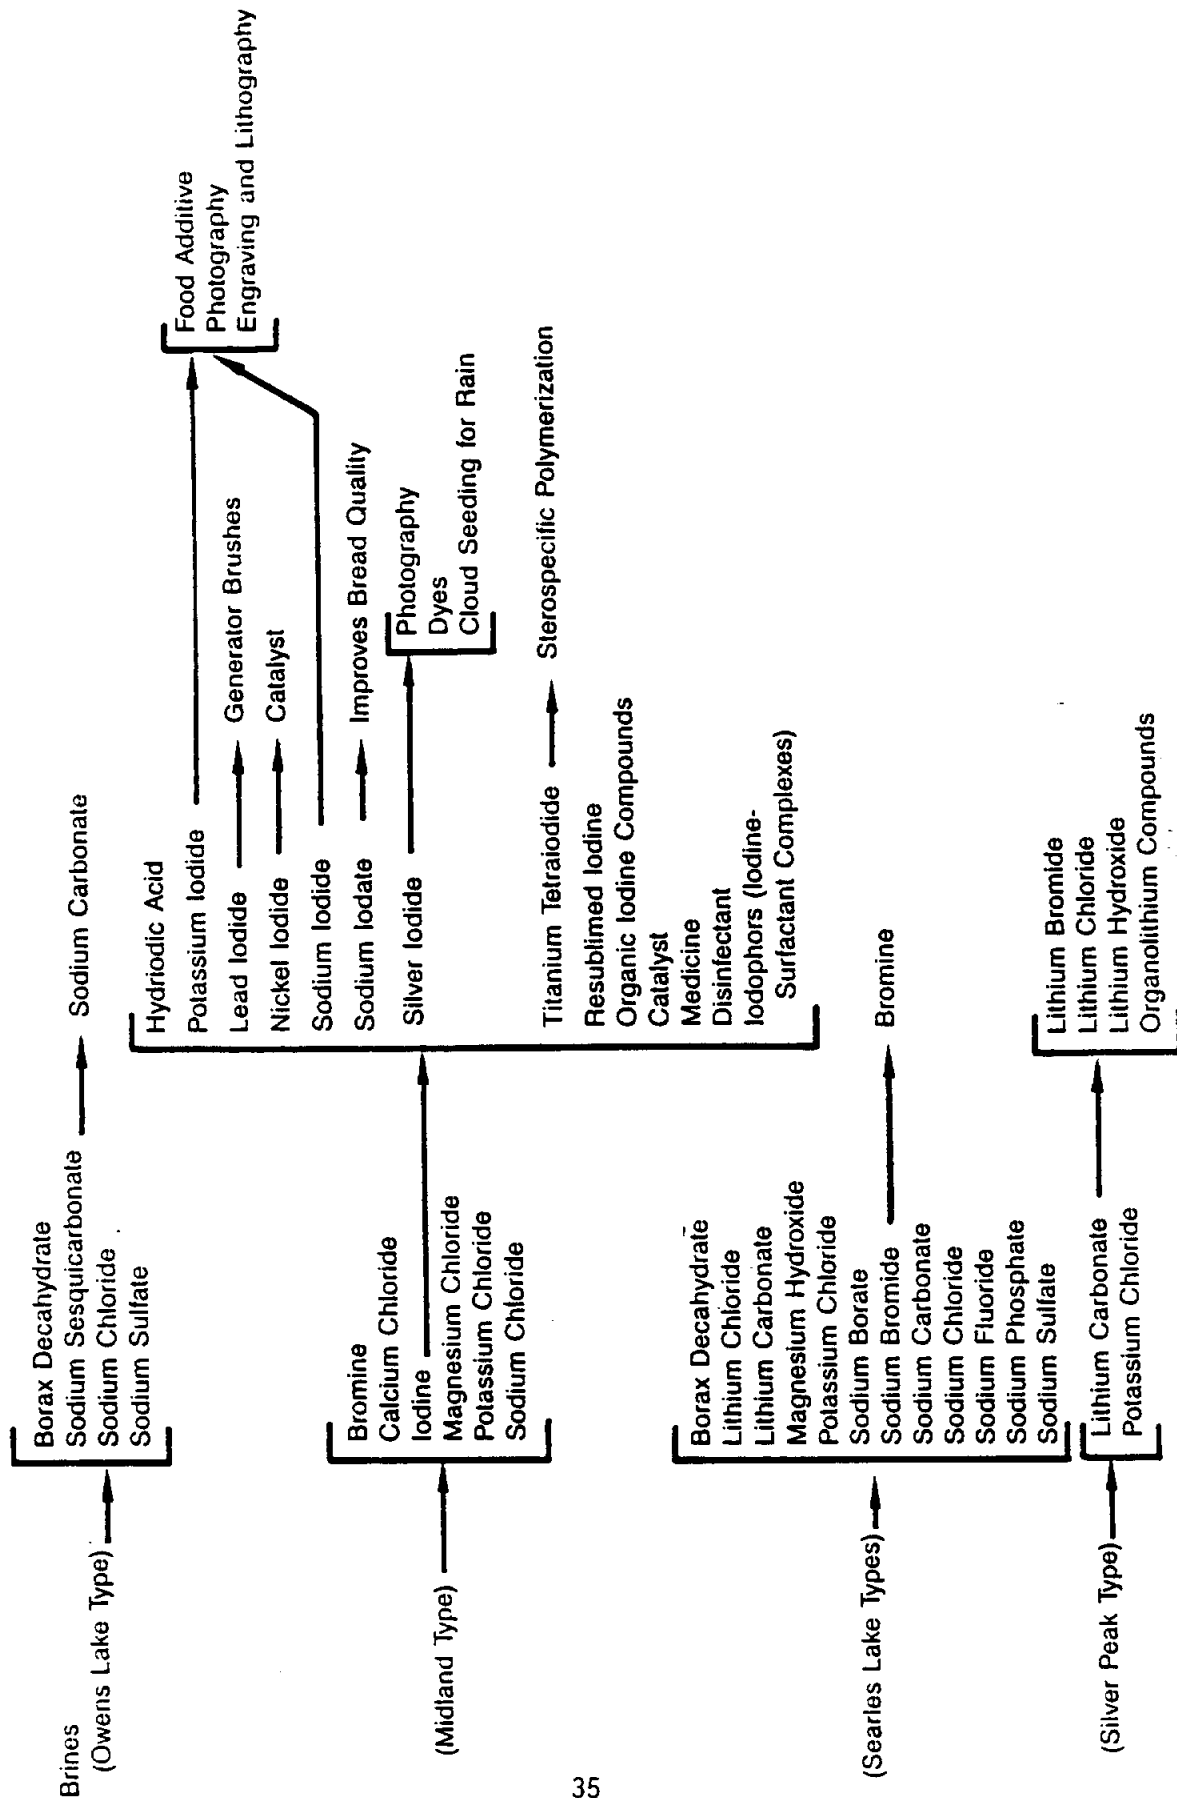 Brines
(Owens Lake Type)
Borax Decahydrate
Sodium Sesquicarbonate
Sodium Chloride
Sodium Sulfate
Sodium Carbonate
(Midland Type)
Bromine
Calcium Chloride
Iodine
Magnesium Chloride
Potassium Chloride
Sodium Chloride
Hydriodic Acid
Potassium Iodide
Lead Iodide
Nickel Iodide
Sodium Iodide
Sodium Iodate
Silver Iodide
Titanium Tetraiodide
Resublimed Iodine
Organic Iodine Compounds
Catalyst
Medicine
Disinfectant
Iodophors (Iodine-
Surfactant Complexes)
Food Additive
Photography
Engraving and Lithography
Generator Brushes
Catalyst
Improves Bread Quality
Photography
Dyes
Cloud Seeding for Rain
Sterospecific Polymerization
(Searles Lake Types)
Borax Decahydrate
Lithium Chloride
Lithium Carbonate
Magnesium Hydroxide
Potassium Chloride
Sodium Borate
Sodium Bromide
Sodium Carbonate
Sodium Chloride
Sodium Fluoride
Sodium Phosphate
Sodium Sulfate
Bromine
(Silver Peak Type)
Lithium Carbonate
Potassium Chloride
Lithium Bromide
Lithium Chloride
Lithium Hydroxide
Organolithium Compounds
35